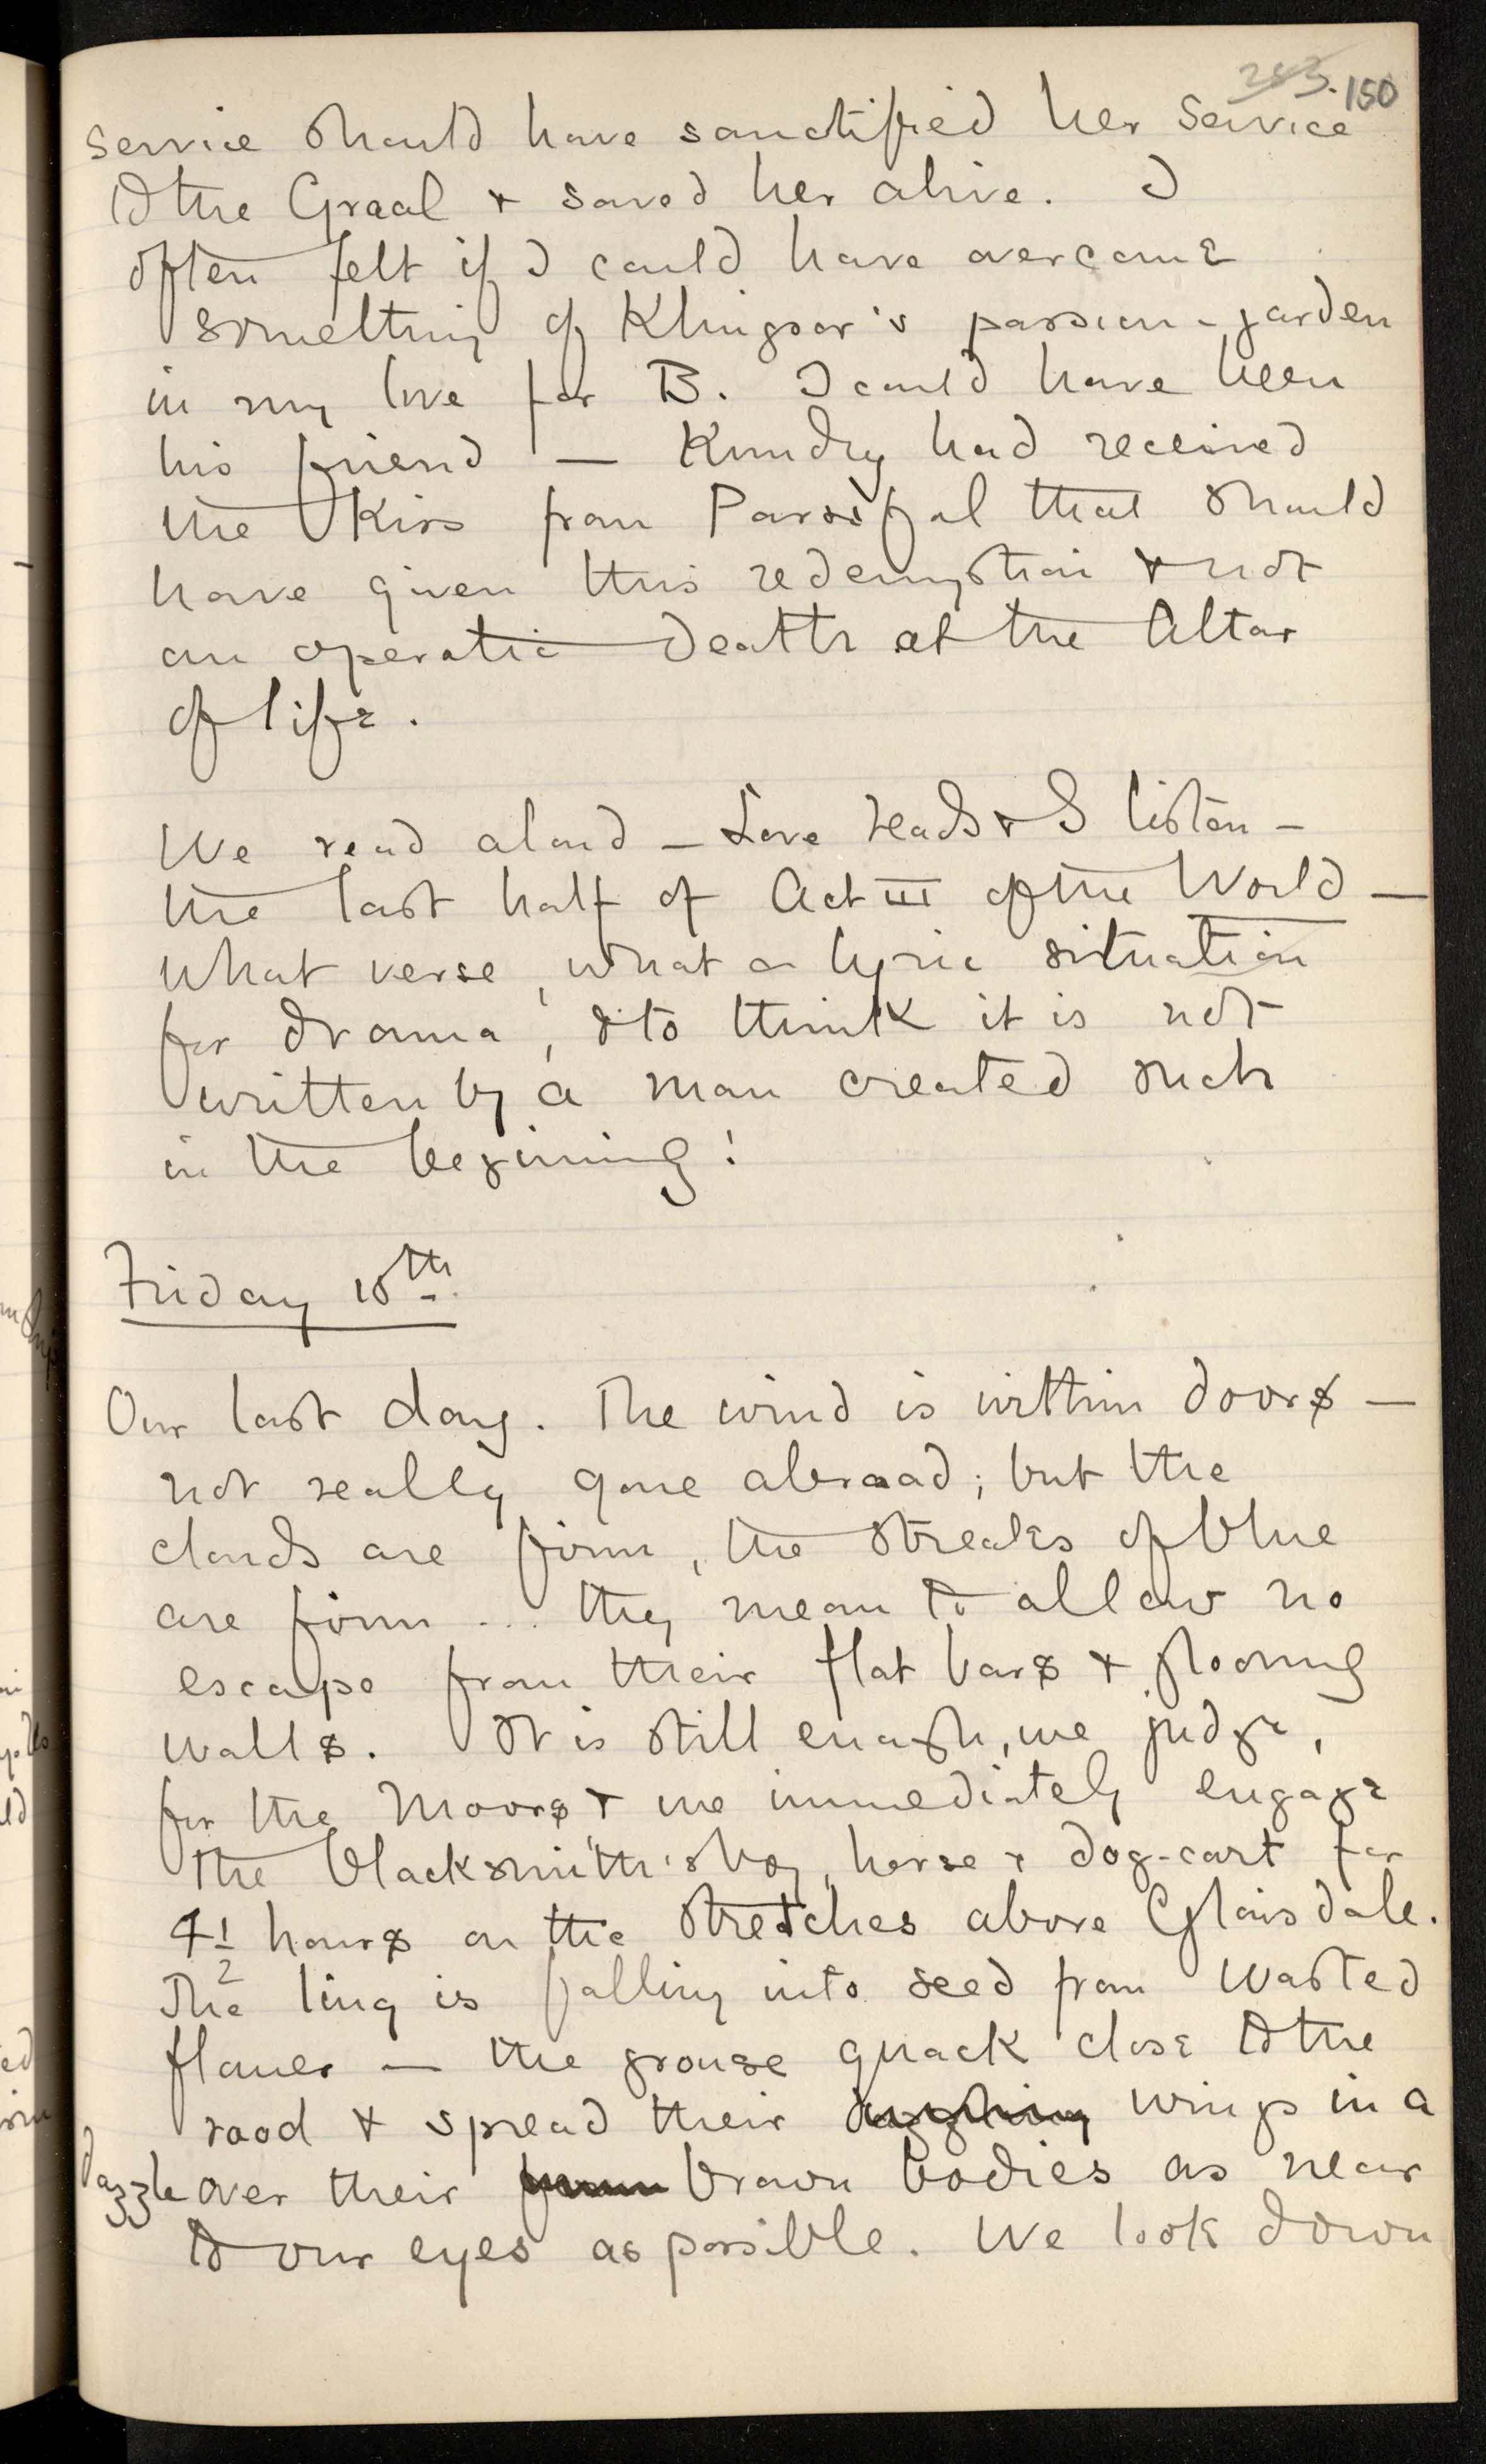 283. 150
service should have sanctified her service
to the Graal & saved her alive. I
often felt if I could have overcome
something of Klingsor's passion-garden
in my love for B. I could have been
his friend — Kundry had received
the Kiss from Parsifal that should
have given this redemption & not
an operatic death at the Altar
of life.
We read aloud – Love reads & I listen –
the last half of Act III of the World —
what verse, what a lyric situation
for drama, & to think it is not
written by a man created such
in the begining!
Friday 18th.
Our last day. The wind is within doors —
not really gone abroad; but the
clouds are firm, the streaks of blue
are firm ... they mean to allow no
escape from their flat bars &
walls. It is still enough, we judge,
for the Moors & we immediately engage
the blacksmith's boy, horse & dog-cart for
4½ hours on the stretches above Glaisdale.
The ling is falling into seed from wasted
flower — the grouse quack close to the
road & spread their wings in a
dazzle over their brown bodies as near
to our eyes as possible. We look down